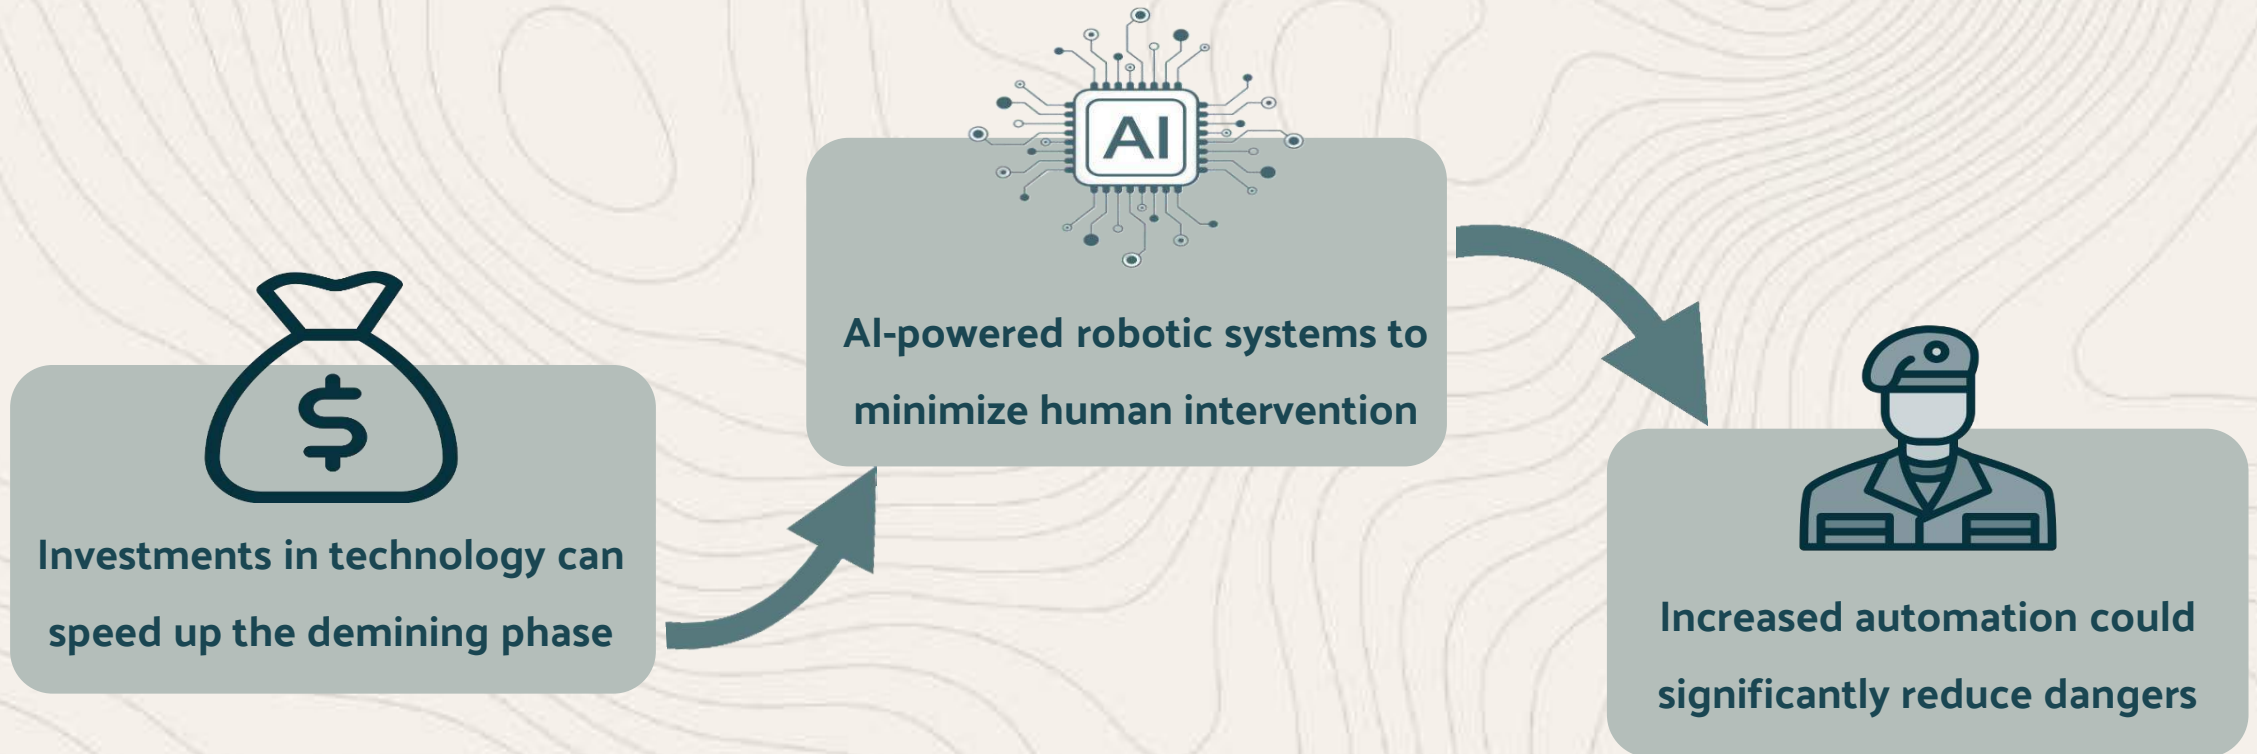 $
Investments in technology can
speed up the demining phase
AI
AI-powered robotic systems to
minimize human intervention
Increased automation could
significantly reduce dangers